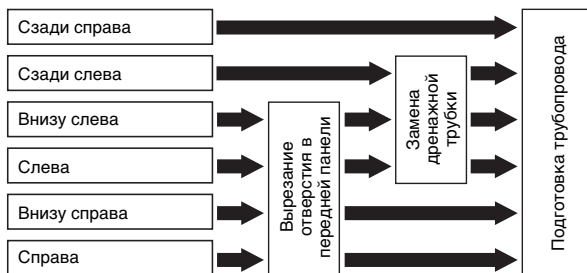 Сзади справа
Сзади слева
Внизу слева
Слева
Внизу справа
Справа
Вырезание
отверстия в
передней панели
Замена
дренажной
трубки
Подготовка трубопровода